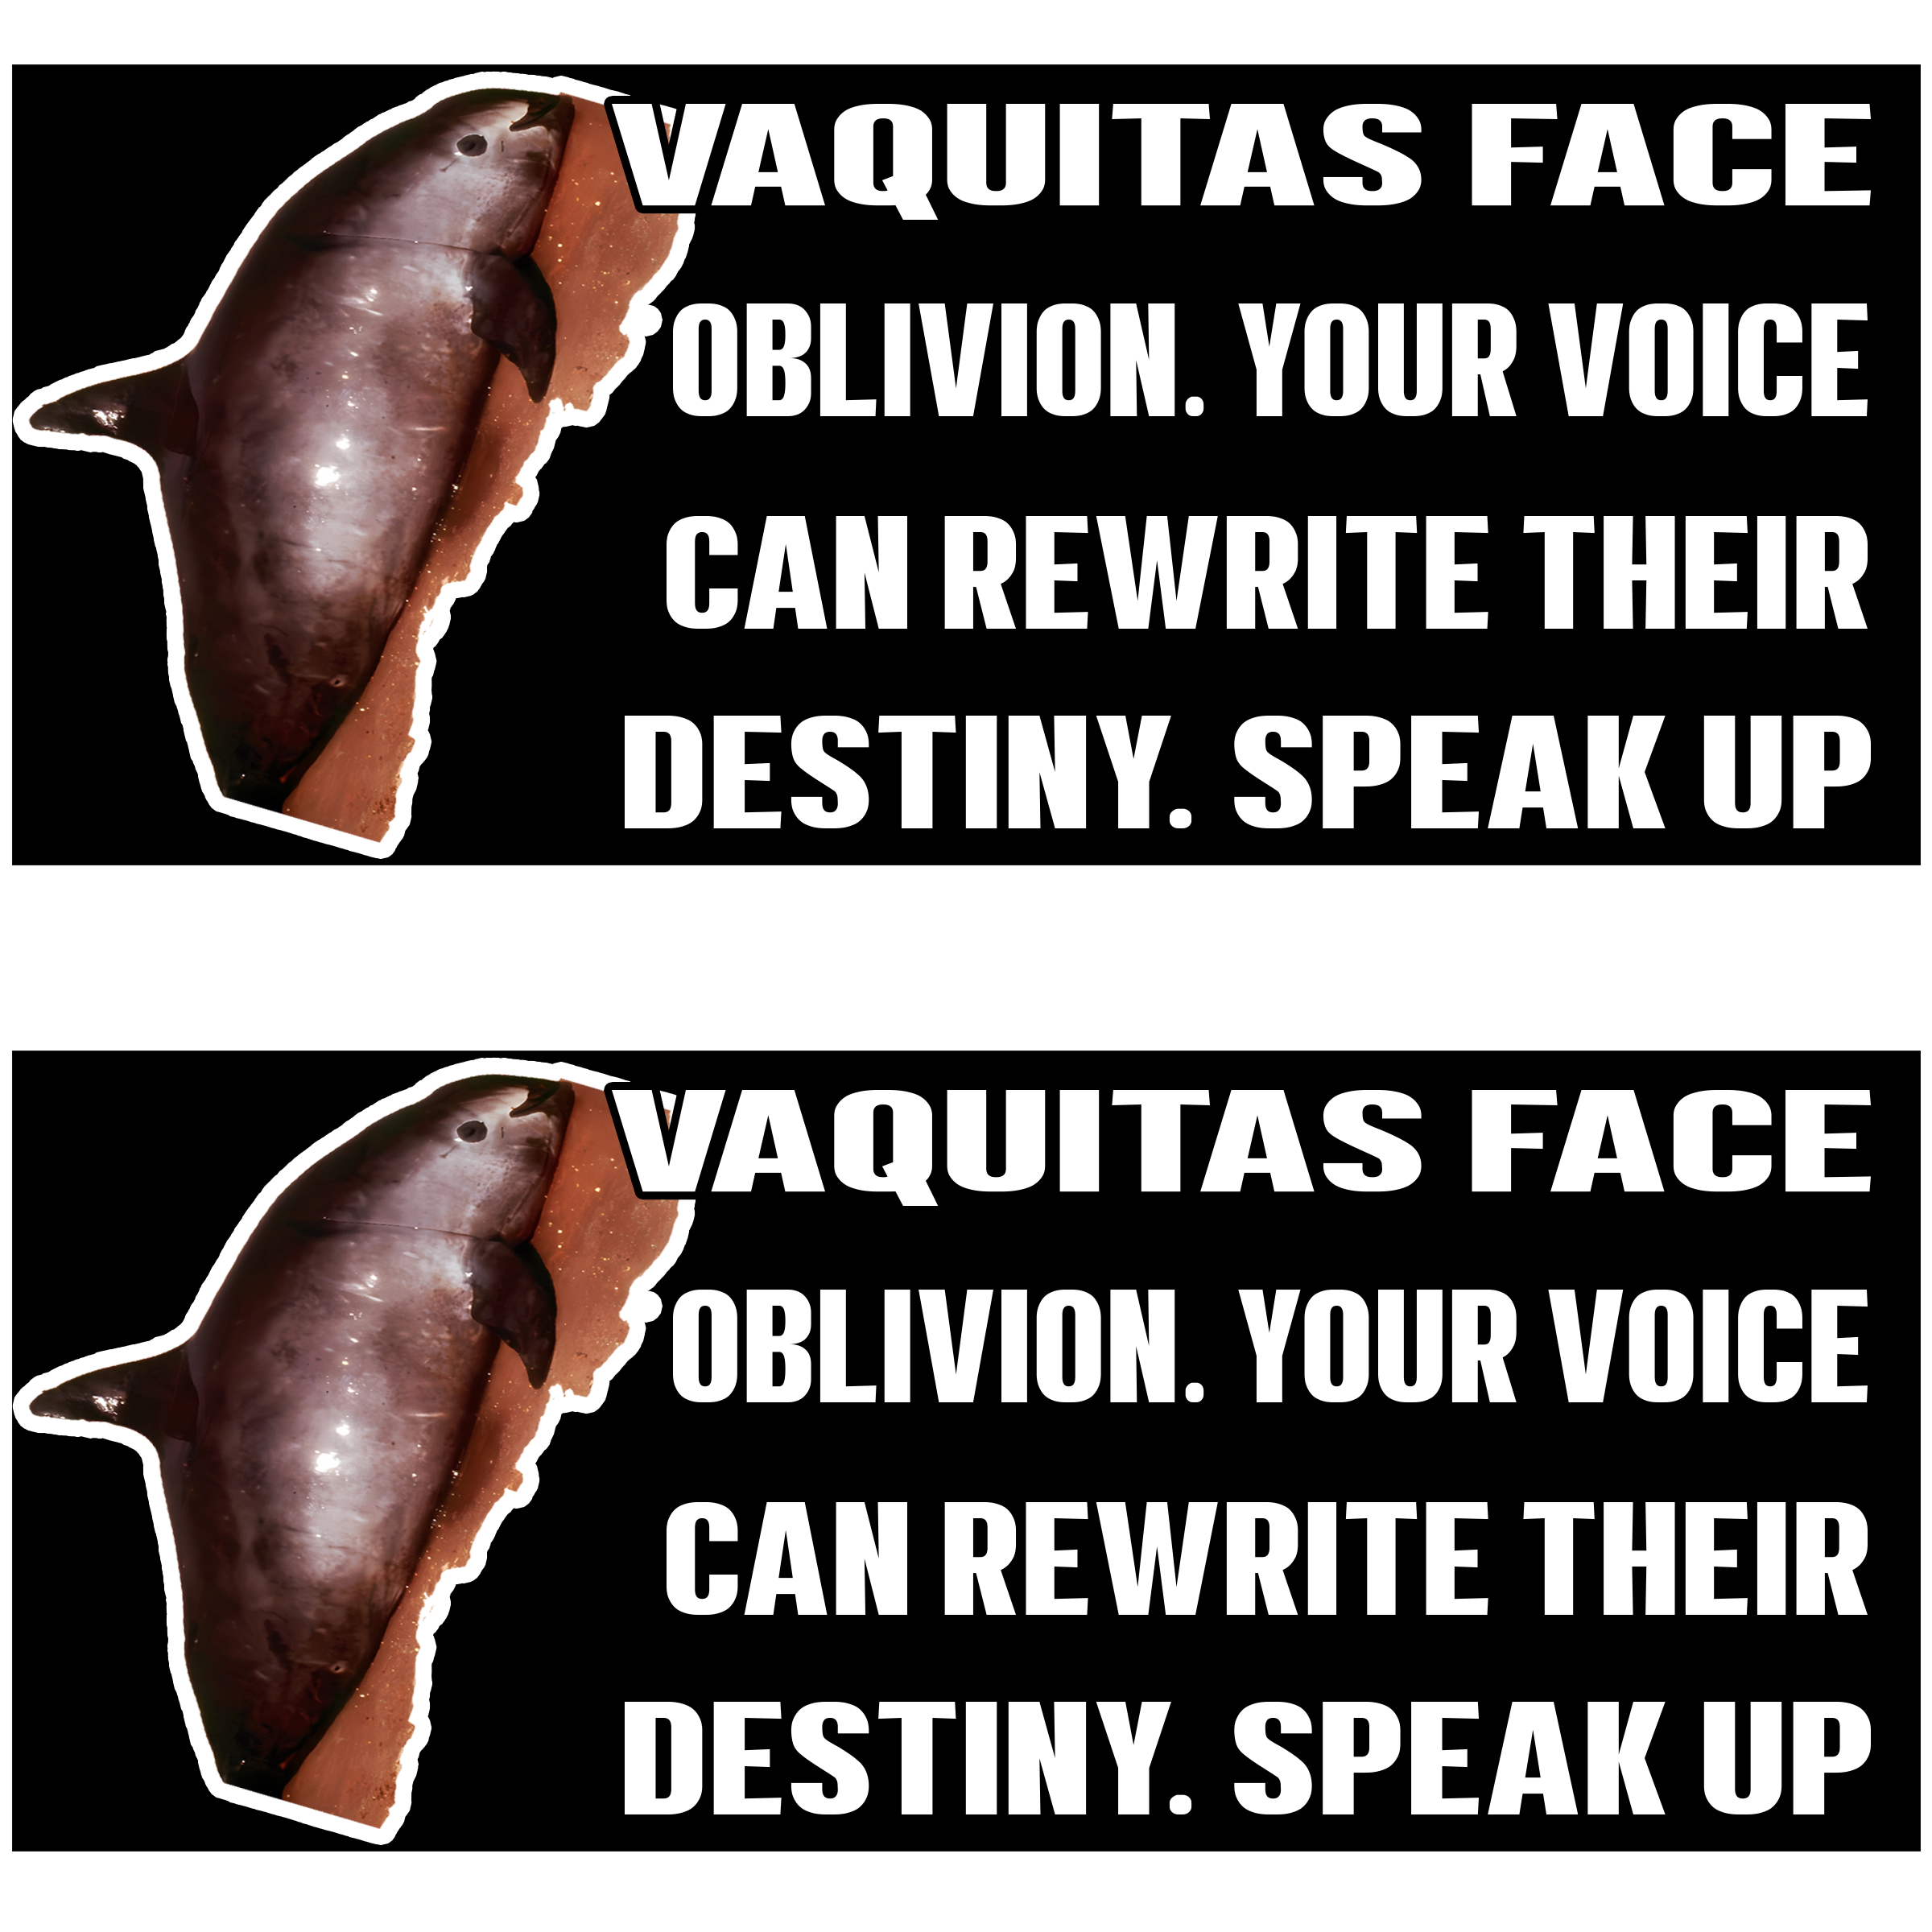 VAQUITAS FACE
OBLIVION. YOUR VOICE
CAN REWRITE THEIR
DESTINY. SPEAK UP
VAQUITAS FACE
OBLIVION. YOUR VOICE
CAN REWRITE THEIR
DESTINY. SPEAK UP